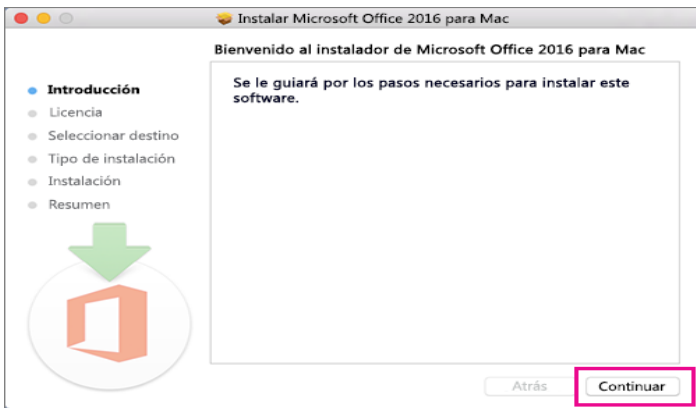 Instalar Microsoft Office 2016 para Mac
Bienvenido al instalador de Microsoft Office 2016 para Mac
Introducción
Licencia
Seleccionar destino
Tipo de instalación
Instalación
Resumen
Se le guiará por los pasos necesarios para instalar este
software.
Atrás
Continuar